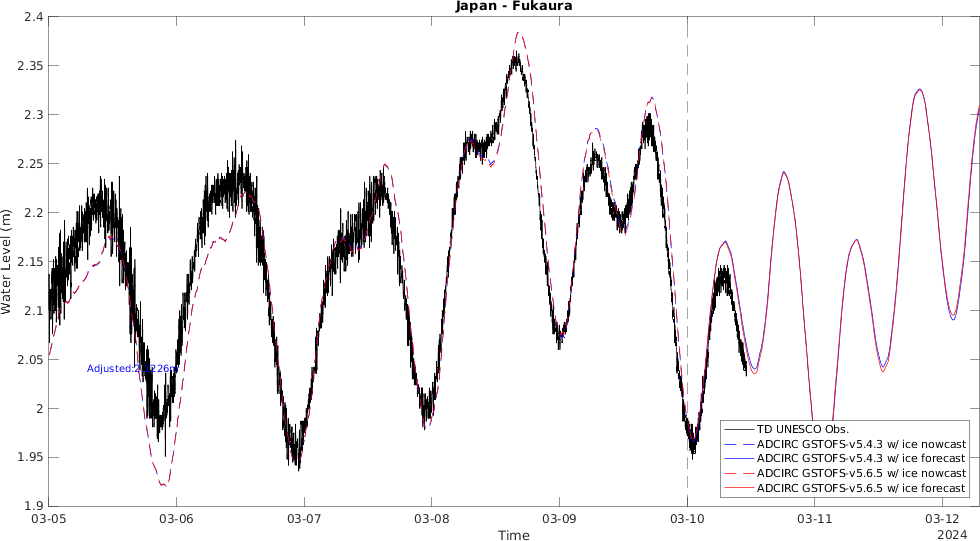 Japan - Fukaura
2.4
2.35
2.3
2.25
2.2
2.15
2.1
2.05
2
1.95
1.9
Water Level (m)
TD UNESCO Obs.
ADCIRC GSTOFS-v5.4.3 w/ ice nowcast
ADCIRC GSTOFS-v5.4.3 w/ ice forecast
ADCIRC GSTOFS-v5.6.5 w/ ice nowcast
ADCIRC GSTOFS-v5.6.5 w/ ice forecast
03-05 03-06 03-07 03-08 03-09 03-10 03-11 03-12
Time
2024